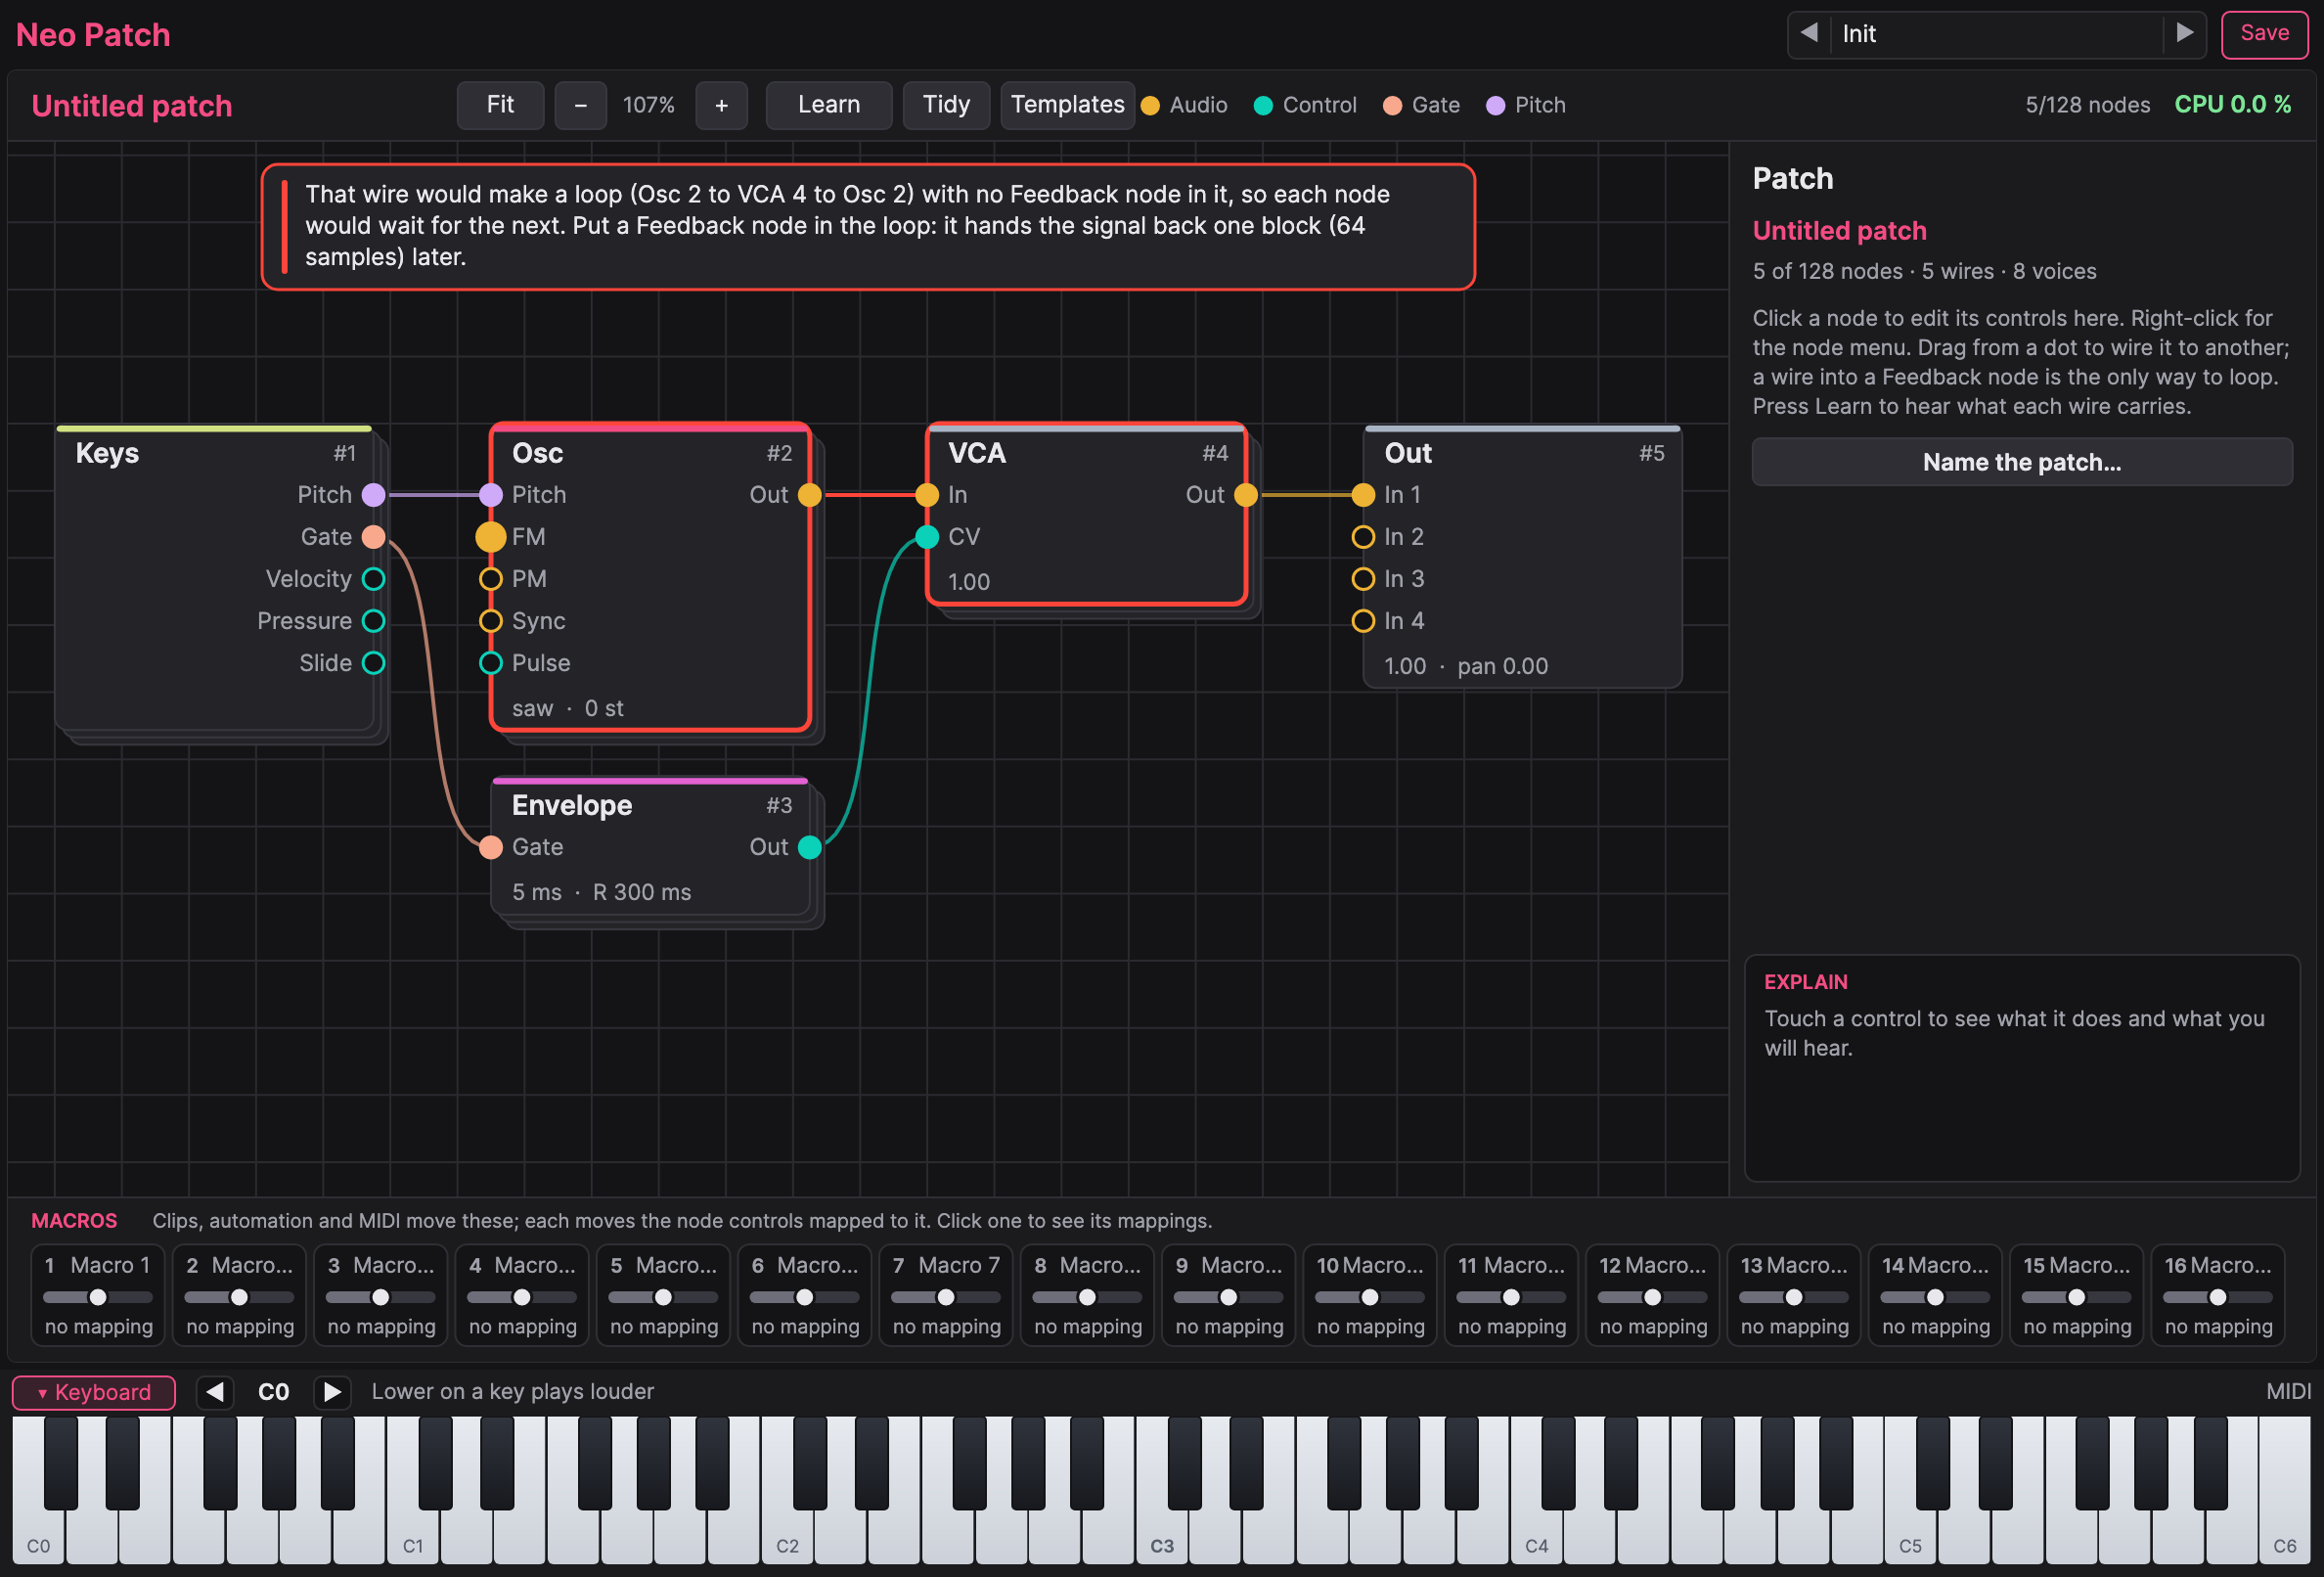 Neo Patch
Init
Save
Untitled patch
Fit
–
107%
+
Learn
Tidy
Templates
Audio
Control
Gate
Pitch
5/128 nodes
CPU 0.0 %
That wire would make a loop (Osc 2 to VCA 4 to Osc 2) with no Feedback node in it, so each node
would wait for the next. Put a Feedback node in the loop: it hands the signal back one block (64
samples) later.
Keys #1
Pitch
Gate
Velocity
Pressure
Slide
Osc #2
Pitch Out
FM
PM
Sync
Pulse
saw · 0 st
Envelope #3
Gate Out
5 ms · R 300 ms
VCA #4
In Out
CV
1.00
Out #5
In 1
In 2
In 3
In 4
1.00 · pan 0.00
Patch
Untitled patch
5 of 128 nodes · 5 wires · 8 voices
Click a node to edit its controls here. Right-click for
the node menu. Drag from a dot to wire it to another;
a wire into a Feedback node is the only way to loop.
Press Learn to hear what each wire carries.
Name the patch...
EXPLAIN
Touch a control to see what it does and what you
will hear.
MACROS Clips, automation and MIDI move these; each moves the node controls mapped to it. Click one to see its mappings.
1 Macro 1
no mapping
2 Macro...
no mapping
3 Macro...
no mapping
4 Macro...
no mapping
5 Macro...
no mapping
6 Macro...
no mapping
7 Macro 7
no mapping
8 Macro...
no mapping
9 Macro...
no mapping
10 Macro...
no mapping
11 Macro...
no mapping
12 Macro...
no mapping
13 Macro...
no mapping
14 Macro...
no mapping
15 Macro...
no mapping
16 Macro...
no mapping
Keyboard
C0
Lower on a key plays louder
MIDI
C0 C1 C2 C3 C4 C5 C6